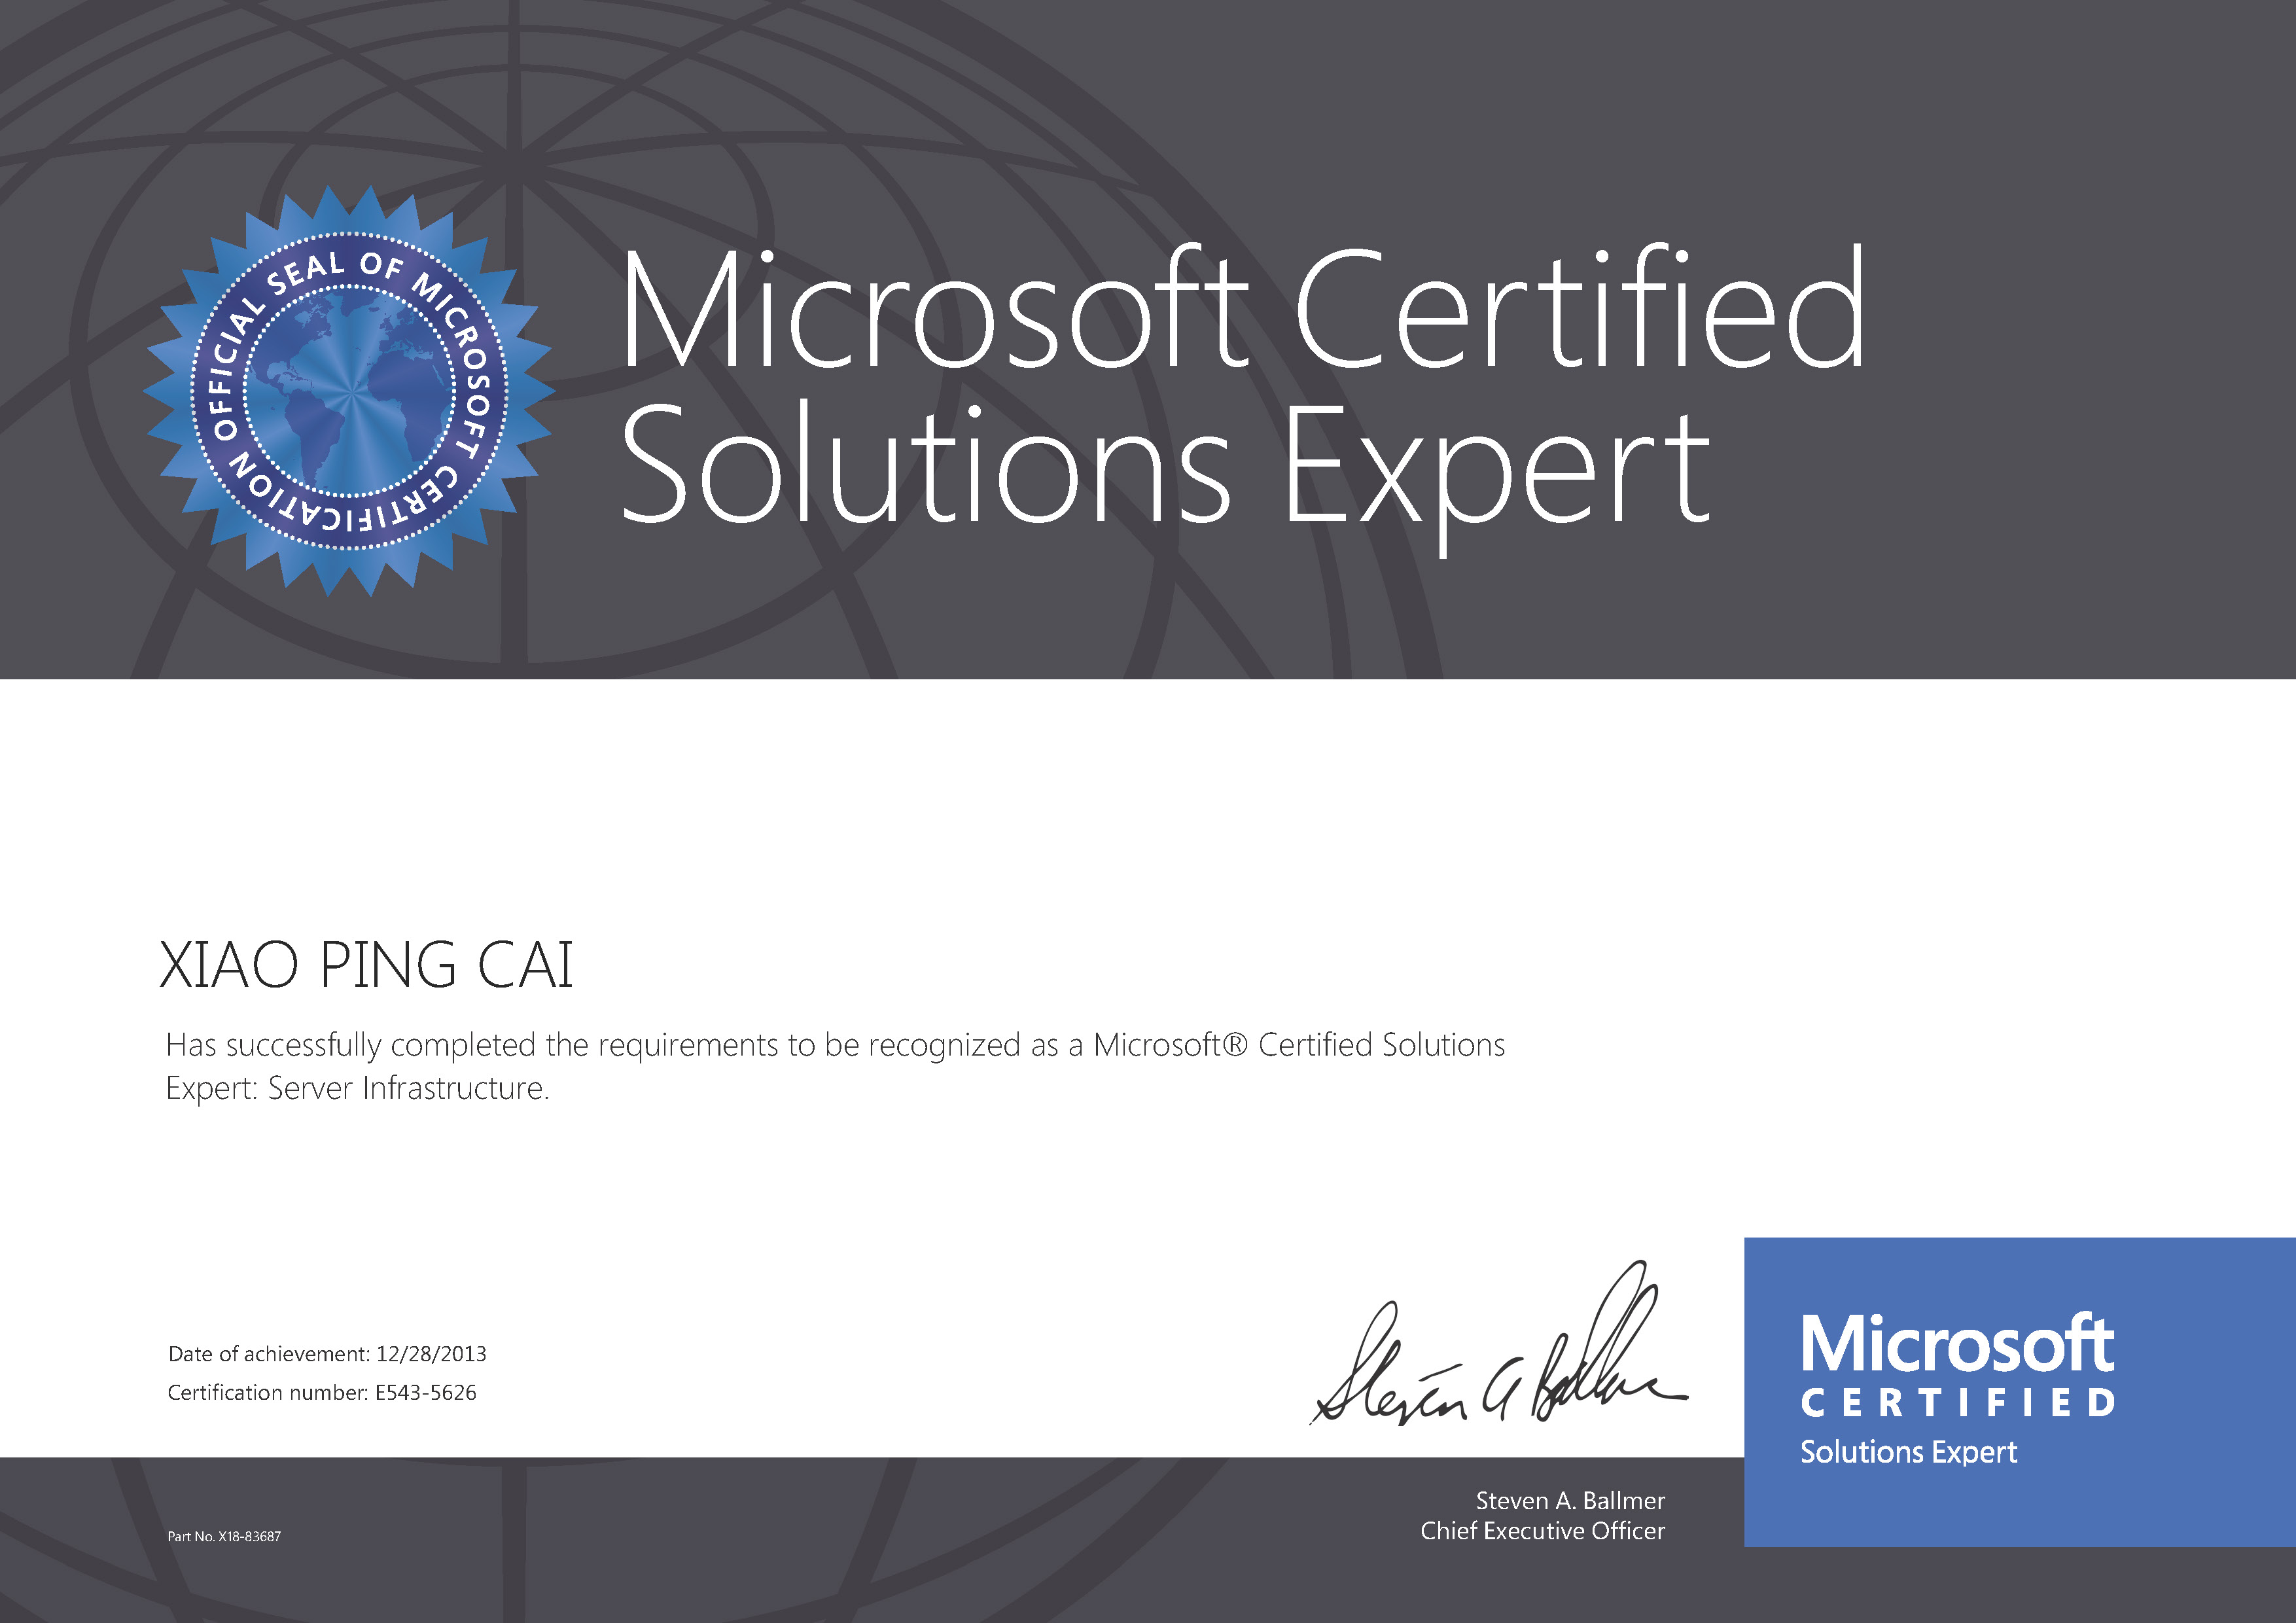 OFFICIAL SEAL OF MICROSOFT CERTIFICATION
Microsoft Certified
Solutions Expert
XIAO PING CAI
Has successfully completed the requirements to be recognized as a Microsoft® Certified Solutions
Expert: Server Infrastructure.
Date of achievement: 12/28/2013
Certification number: E543-5626
Steven A Ballmer
Microsoft
CERTIFIED
Solutions Expert
Steven A. Ballmer
Chief Executive Officer
Part No. X18-83687